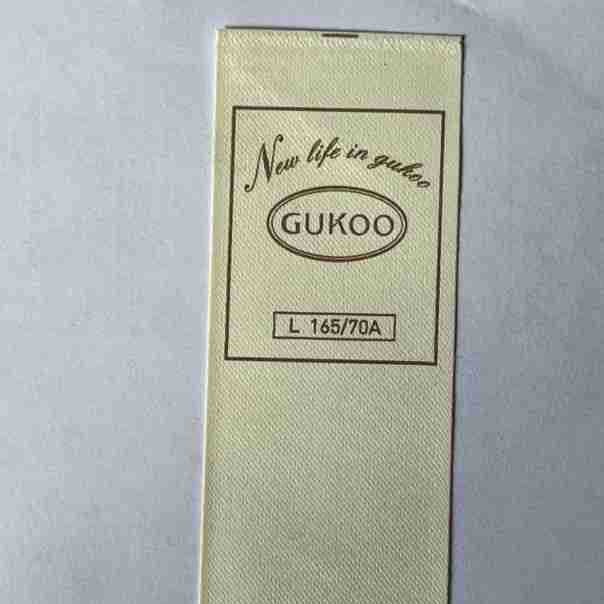 New life in gukoo
GUKOO
L 165/70A